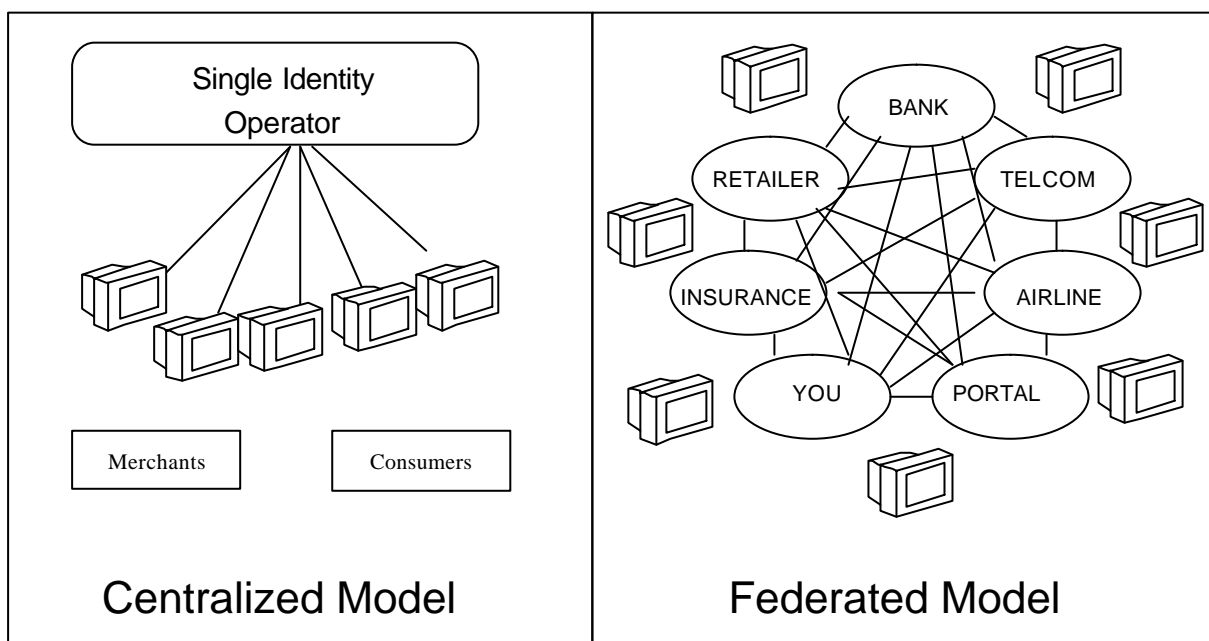 Single Identity
Operator
Merchants
Consumers
Centralized Model
BANK
RETAILER
TELCOM
INSURANCE
AIRLINE
YOU
PORTAL
Federated Model